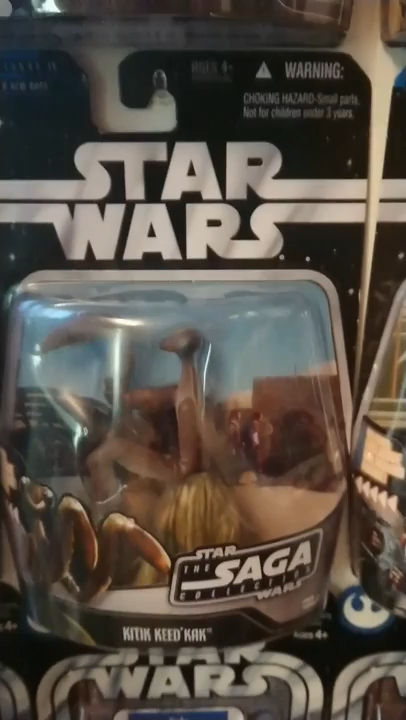 AGES 4+
WARNING:
CHOKING HAZARD-Small parts.
Not for children under 3 years.
STAR
WARS
STAR
THE
SAGA
COLLECTION
WARS
KITIK KEED'KAK
STAR
WARS